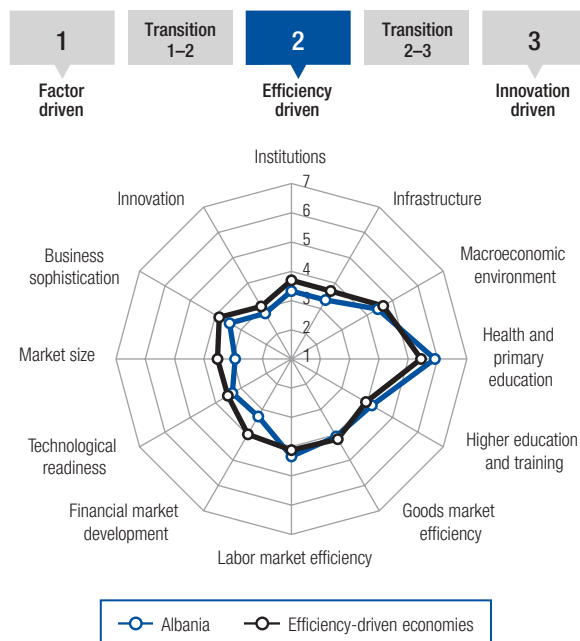 1
Transition
1–2
2
Transition
2–3
3
Factor
driven
Efficiency
driven
Innovation
driven
Institutions
7
6
5
4
3
2
1
Infrastructure
Macroeconomic
environment
Health and
primary
education
Higher education
and training
Goods market
efficiency
Labor market efficiency
Financial market
development
Technological
readiness
Market size
Business
sophistication
Innovation
Albania
Efficiency-driven economies